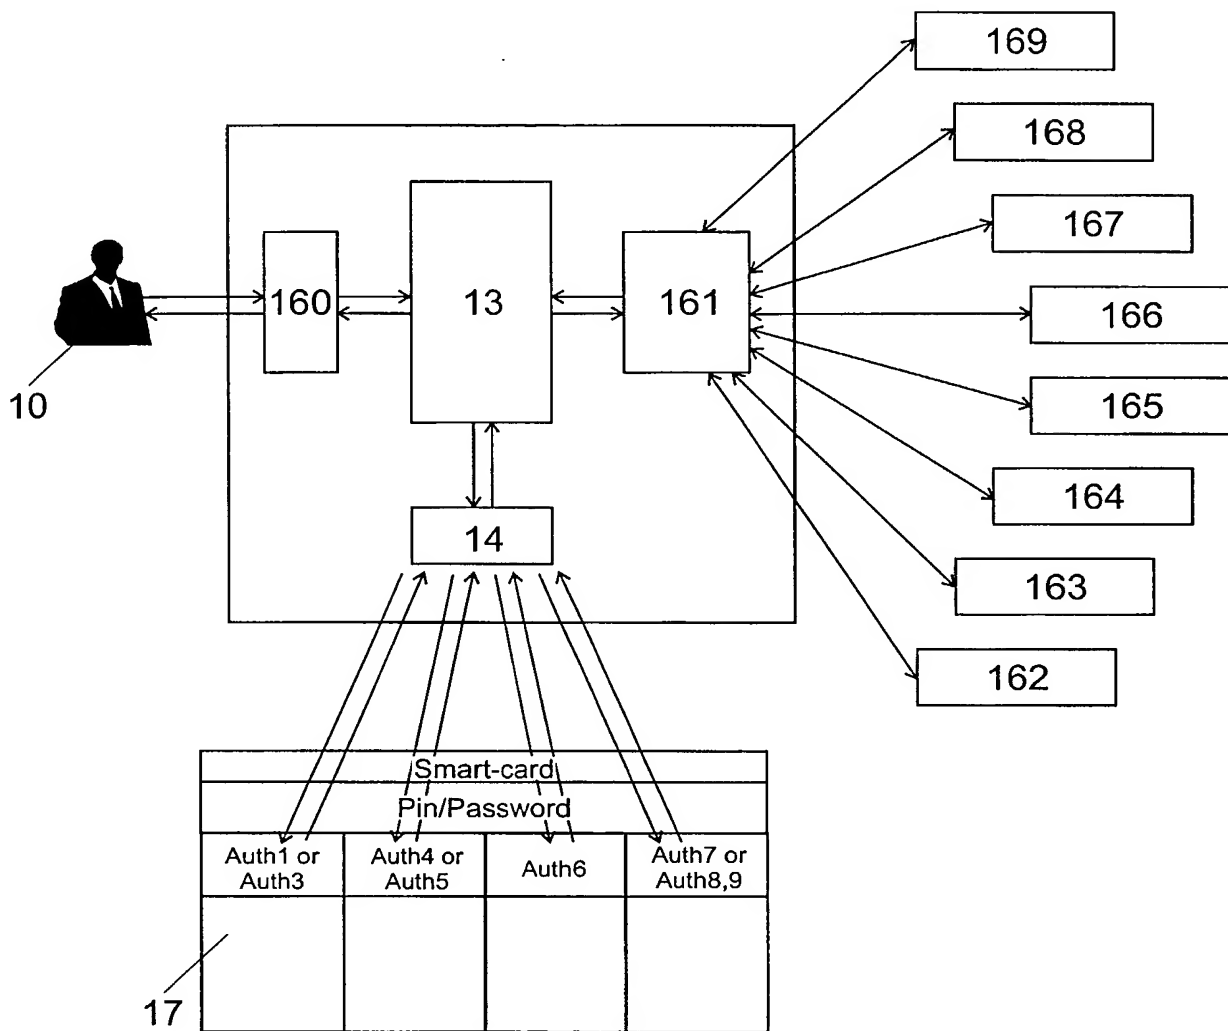 169
168
167
160
13
161
166
10
165
164
14
163
162
Smart-card
Pin/Password
Auth1 or
Auth3
Auth4 or
Auth5
Auth6
Auth7 or
Auth8,9
17